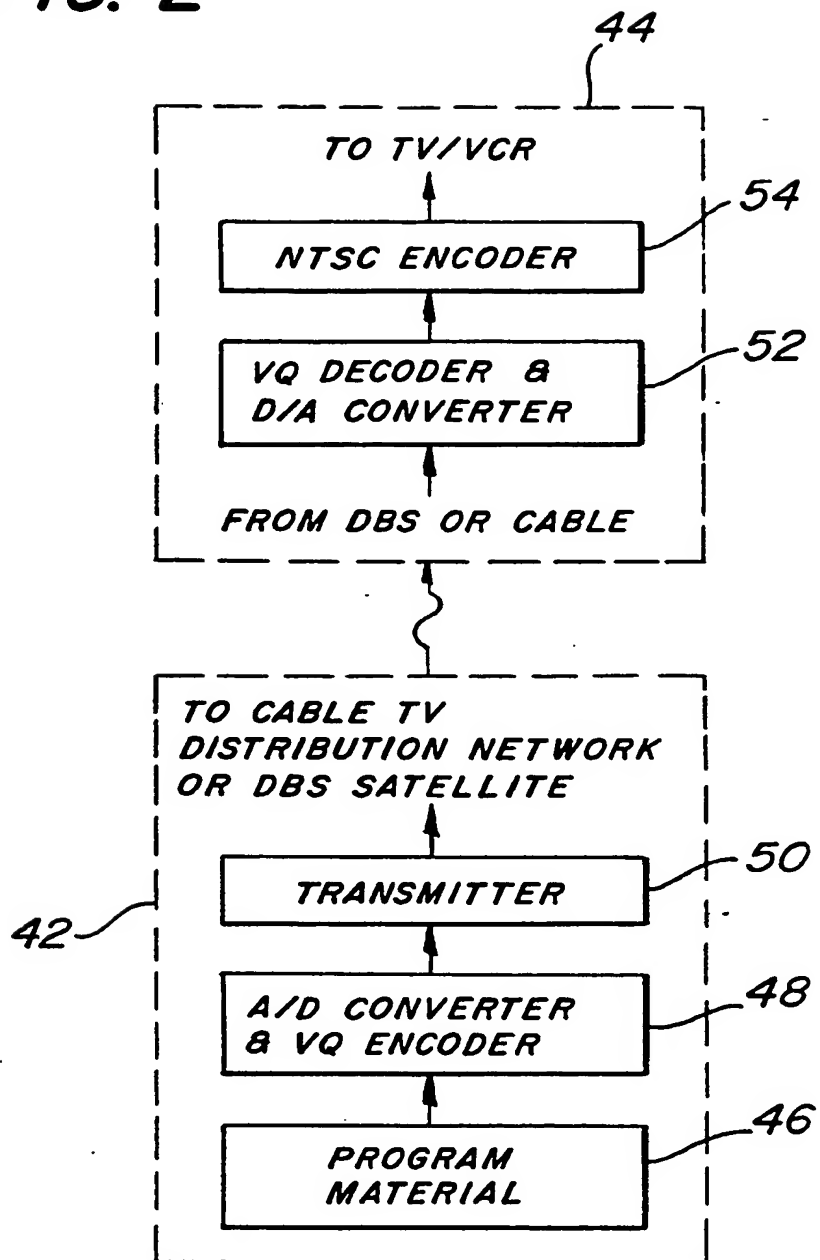 44
TO TV/VCR
54
NTSC ENCODER
52
VQ DECODER &
D/A CONVERTER
FROM DBS OR CABLE
TO CABLE TV
DISTRIBUTION NETWORK
OR DBS SATELLITE
50
TRANSMITTER
42
48
A/D CONVERTER
& VQ ENCODER
46
PROGRAM
MATERIAL